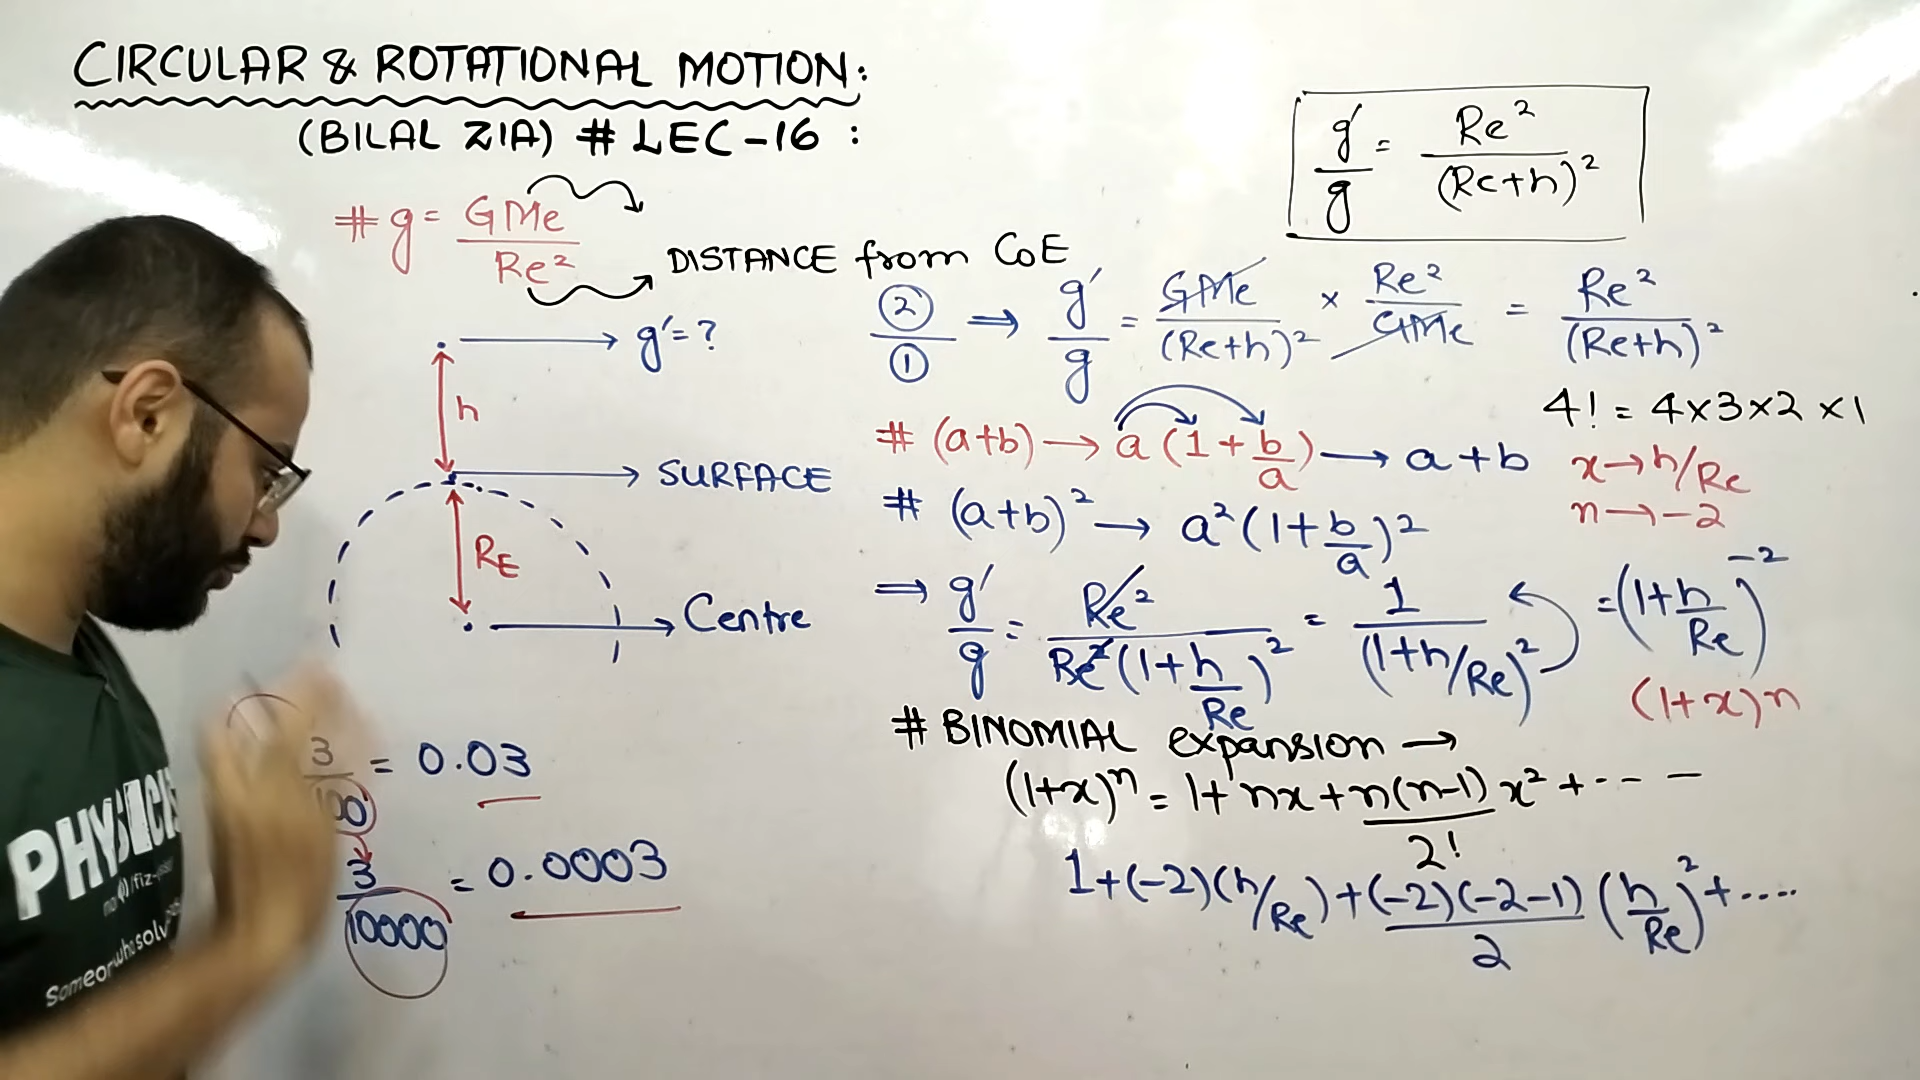 CIRCULAR & ROTATIONAL MOTION:
(BILAL ZIA) # LEC-16 :
g'/g = Re²/(Re+h)²
# g = GMe/Re²
DISTANCE from CoE
②/① ⟹ g'/g = GMe/(Re+h)² × Re²/GMe = Re²/(Re+h)²
g' = ?
h
SURFACE
RE
Centre
4! = 4×3×2×1
# (a+b) → a(1+b/a) → a+b
x → h/Re
n → -2
# (a+b)² → a²(1+b/a)²
⟹ g'/g = Re²/Re²(1+h/Re)² = 1/(1+h/Re)² = (1+h/Re)⁻²
(1+x)n
# BINOMIAL expansion →
(1+x)ⁿ = 1+nx+n(n-1)/2! x²+----
1+(-2)(h/Re)+(-2)(-2-1)/2 (h/Re)²+....
= 0.03
3/10000 = 0.0003
PHYSICS